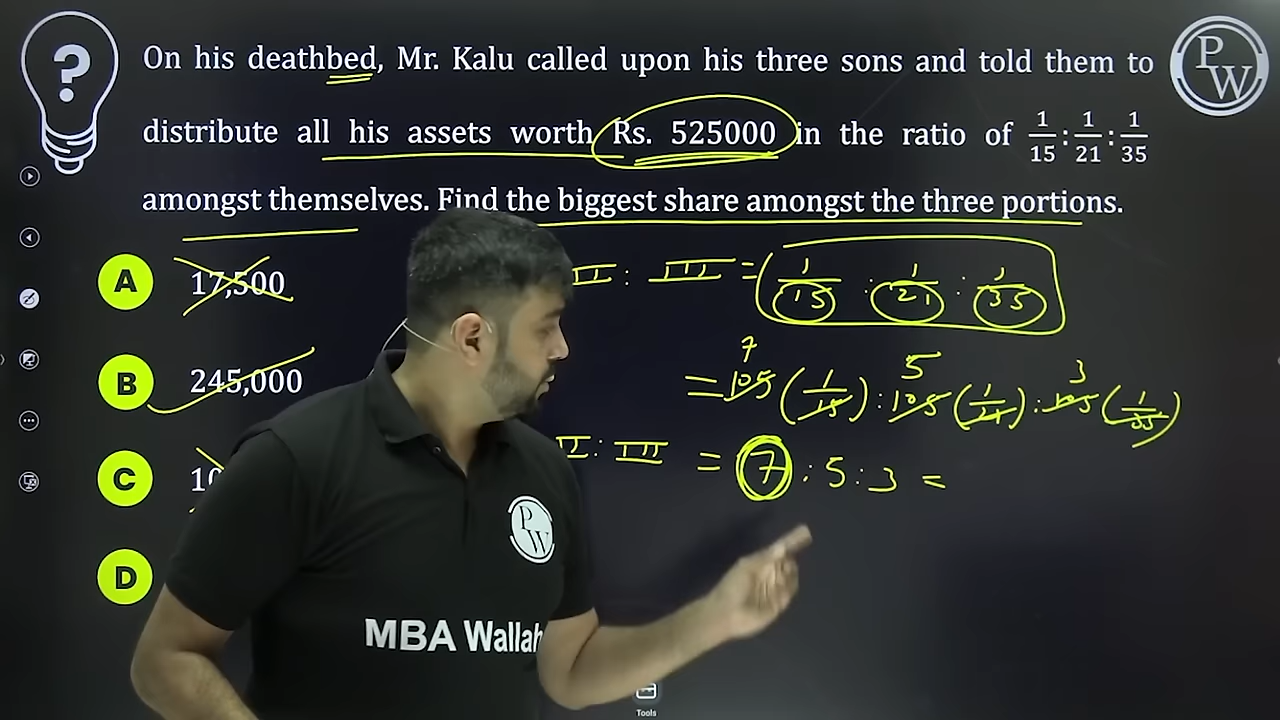 On his deathbed, Mr. Kalu called upon his three sons and told them to
distribute all his assets worth Rs. 525000 in the ratio of 1/15 : 1/21 : 1/35
amongst themselves. Find the biggest share amongst the three portions.
PW
A 17,500
II : III = 1/15 : 1/21 : 1/35
7 5 3
B 245,000
= 105 (1/15) : 105 (1/21) : 105 (1/35)
C 10
II : III = 7 : 5 : 3 =
PW
D
MBA Wallah
Tools